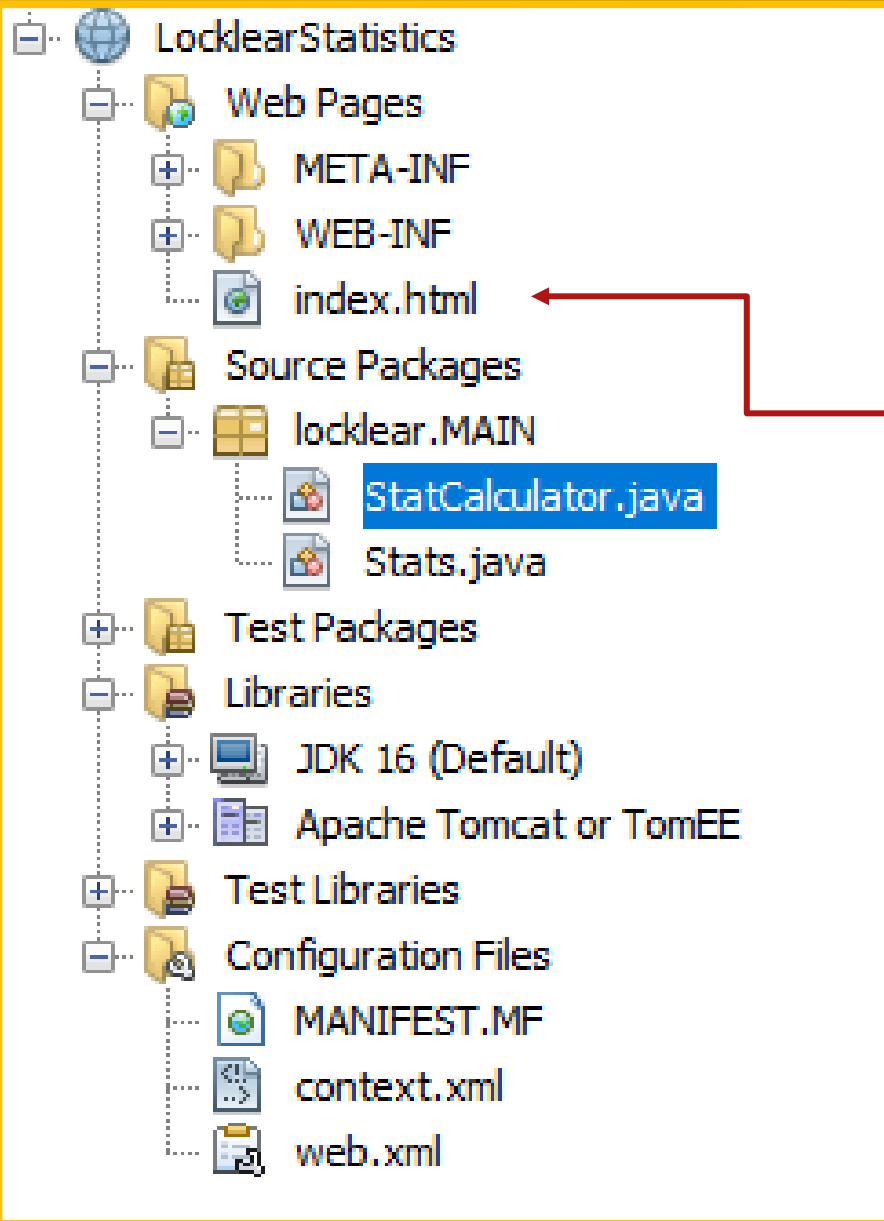 LocklearStatistics
Web Pages
META-INF
WEB-INF
index.html
Source Packages
locklear.MAIN
StatCalculator.java
Stats.java
Test Packages
Libraries
JDK 16 (Default)
Apache Tomcat or TomEE
Test Libraries
Configuration Files
MANIFEST.MF
context.xml
web.xml